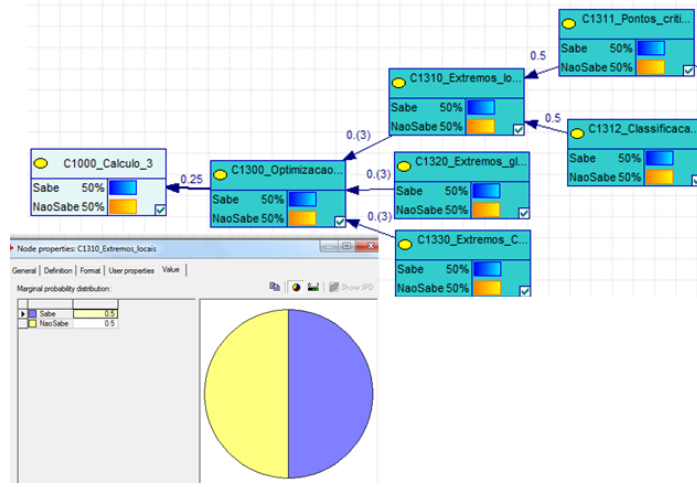 C1311_Pontos_criti...
Sabe 50%
NaoSabe 50%
0.5
C1310_Extremos_lo...
Sabe 50%
NaoSabe 50%
0.5
C1312_Classificaca...
Sabe 50%
NaoSabe 50%
0.(3)
C1000_Calculo_3
Sabe 50%
NaoSabe 50%
0.25
C1300_Optimizacao...
Sabe 50%
NaoSabe 50%
0.(3)
C1320_Extremos_gl...
Sabe 50%
NaoSabe 50%
0.(3)
C1330_Extremos_C...
Sabe 50%
NaoSabe 50%
Node properties: C1310_Extremos_locais
General Definition Format User properties Value
Marginal probability distribution:
Show JPD
Sabe 0.5
NaoSabe 0.5